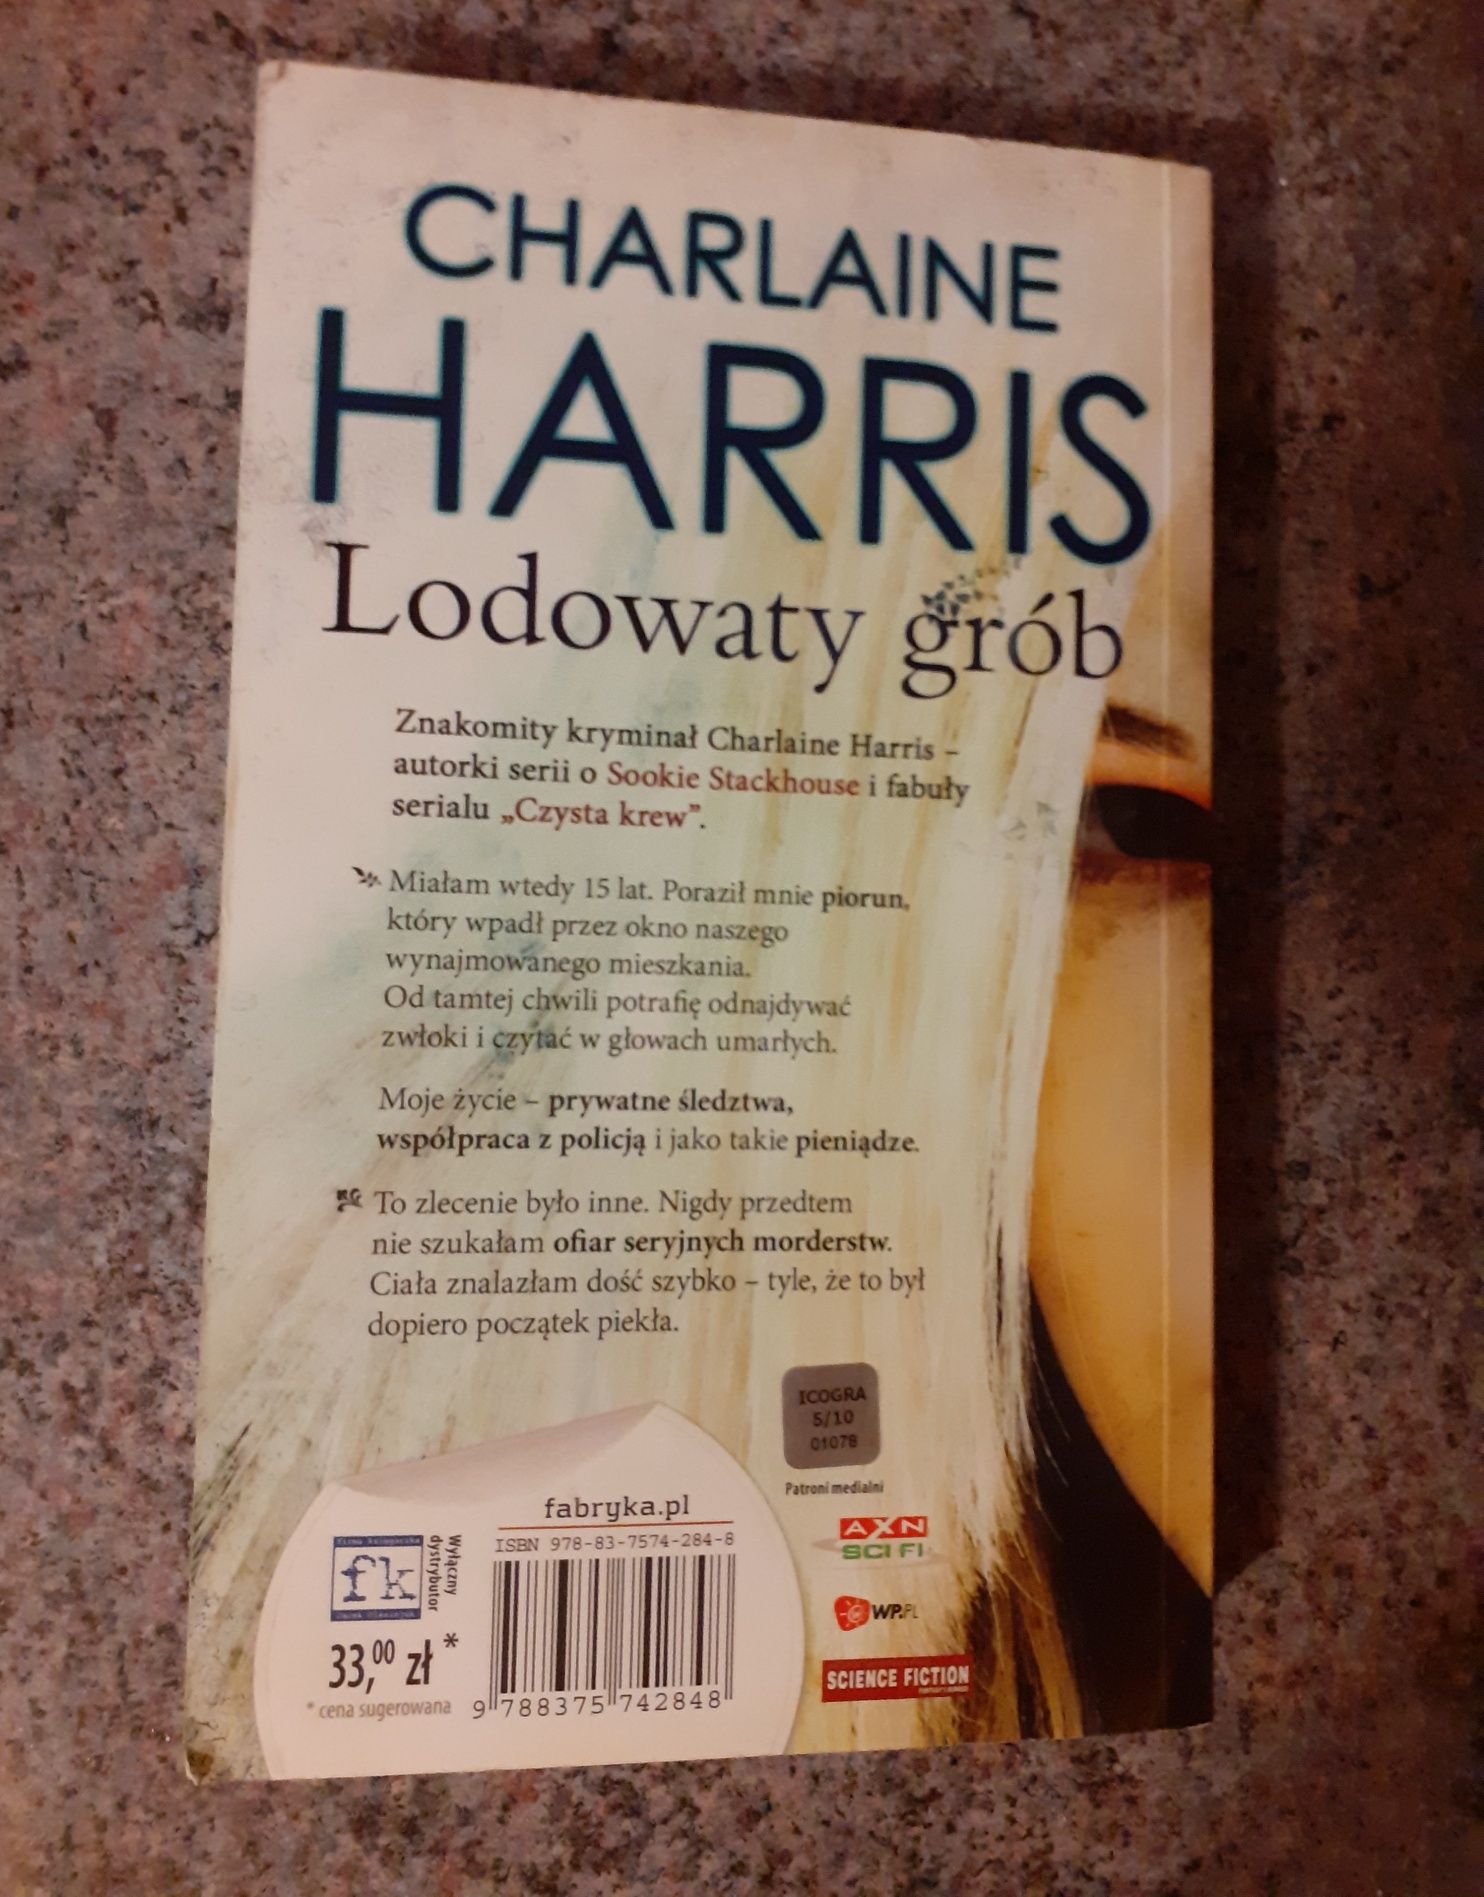 CHARLAINE
HARRIS
Lodowaty grób
Znakomity kryminał Charlaine Harris –
autorki serii o Sookie Stackhouse i fabuły
serialu „Czysta krew”.
Miałam wtedy 15 lat. Poraził mnie piorun,
który wpadł przez okno naszego
wynajmowanego mieszkania.
Od tamtej chwili potrafię odnajdywać
zwłoki i czytać w głowach umarłych.
Moje życie – prywatne śledztwa,
współpraca z policją i jako takie pieniądze.
To zlecenie było inne. Nigdy przedtem
nie szukałam ofiar seryjnych morderstw.
Ciała znalazłam dość szybko – tyle, że to był
dopiero początek piekła.
ICOGRA
5/10
01078
Patroni medialni
AXN
SCI FI
WP.PL
SCIENCE FICTION
fabryka.pl
ISBN 978-83-7574-284-8
9 788375 742848
firma księgarska
fk
Wyłączny
dystrybutor
33,00 zł *
* cena sugerowana